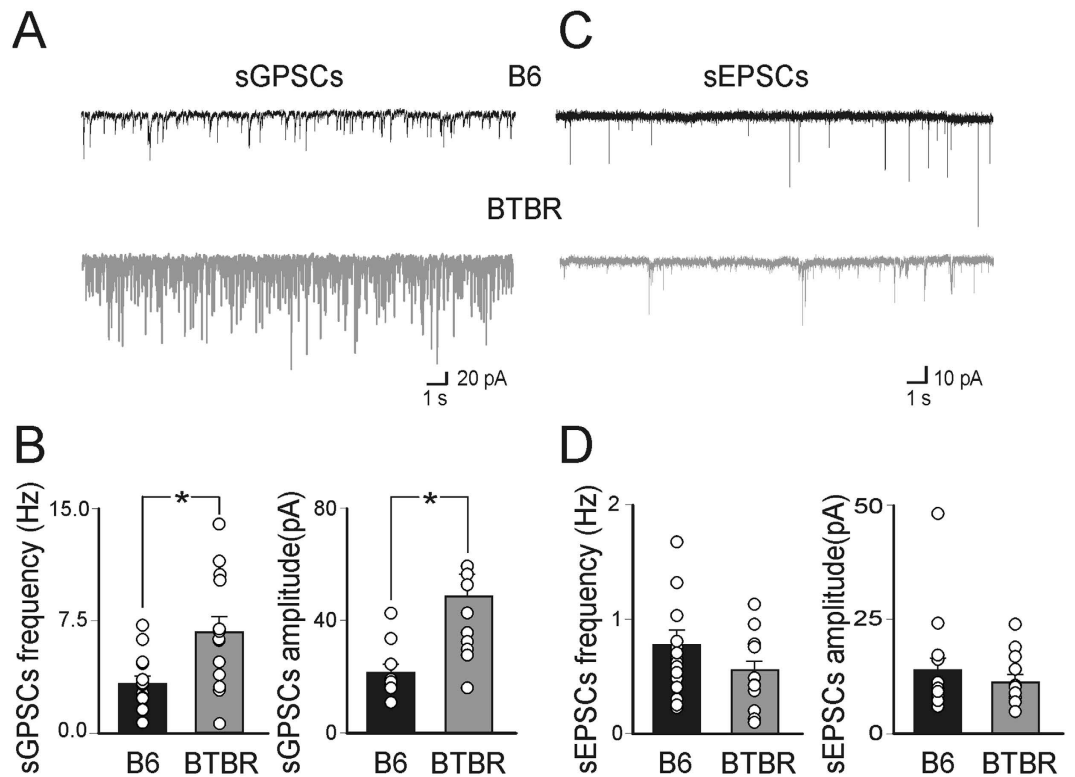 A
C
sGPSCs
B6
sEPSCs
BTBR
20 pA
1 s
10 pA
1 s
B
sGPSCs frequency (Hz)
15.0
7.5
0.0
*
B6
BTBR
sGPSCs amplitude(pA)
80
40
0
*
B6
BTBR
D
sEPSCs frequency (Hz)
2
1
0
B6
BTBR
sEPSCs amplitude(pA)
50
25
0
B6
BTBR